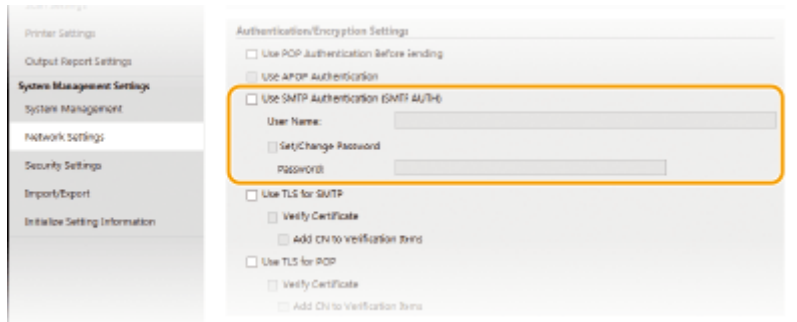 Printer Settings
Output Report Settings
System Management Settings
System Management
Network Settings
Security Settings
Import/Export
Initialize Setting Information
Authentication/Encryption Settings
Use POP Authentication Before Sending
Use APOP Authentication
Use SMTP Authentication (SMTP AUTH)
User Name:
Set/Change Password
Password:
Use TLS for SMTP
Verify Certificate
Add CN to Verification Items
Use TLS for POP
Verify Certificate
Add CN to Verification Items